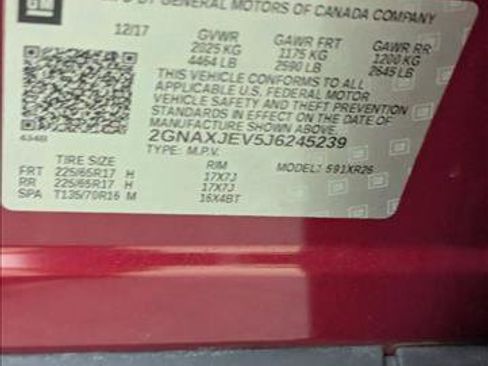 GM
BY GENERAL MOTORS OF CANADA COMPANY
12/17 GVWR GAWR FRT GAWR RR
2025 KG 1175 KG 1200 KG
4464 LB 2590 LB 2645 LB
THIS VEHICLE CONFORMS TO ALL
APPLICABLE U.S. FEDERAL MOTOR
VEHICLE SAFETY AND THEFT PREVENTION
STANDARDS IN EFFECT ON THE DATE OF
MANUFACTURE SHOWN ABOVE.
434B
2GNAXJEV5J6245239
TYPE: M.P.V.
TIRE SIZE RIM MODEL: 591XR26
FRT 225/65R17 H 17X7J
RR 225/65R17 H 17X7J
SPA T135/70R16 M 16X4BT